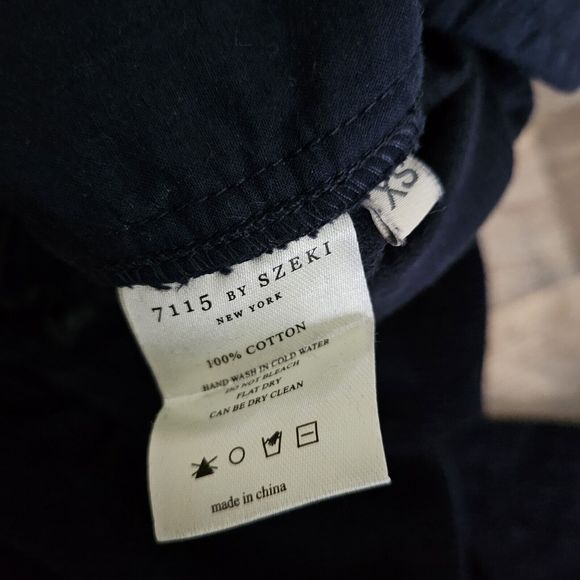 XS
7115 BY SZEKI
NEW YORK
100% COTTON
HAND WASH IN COLD WATER
DO NOT BLEACH
FLAT DRY
CAN BE DRY CLEAN
made in china